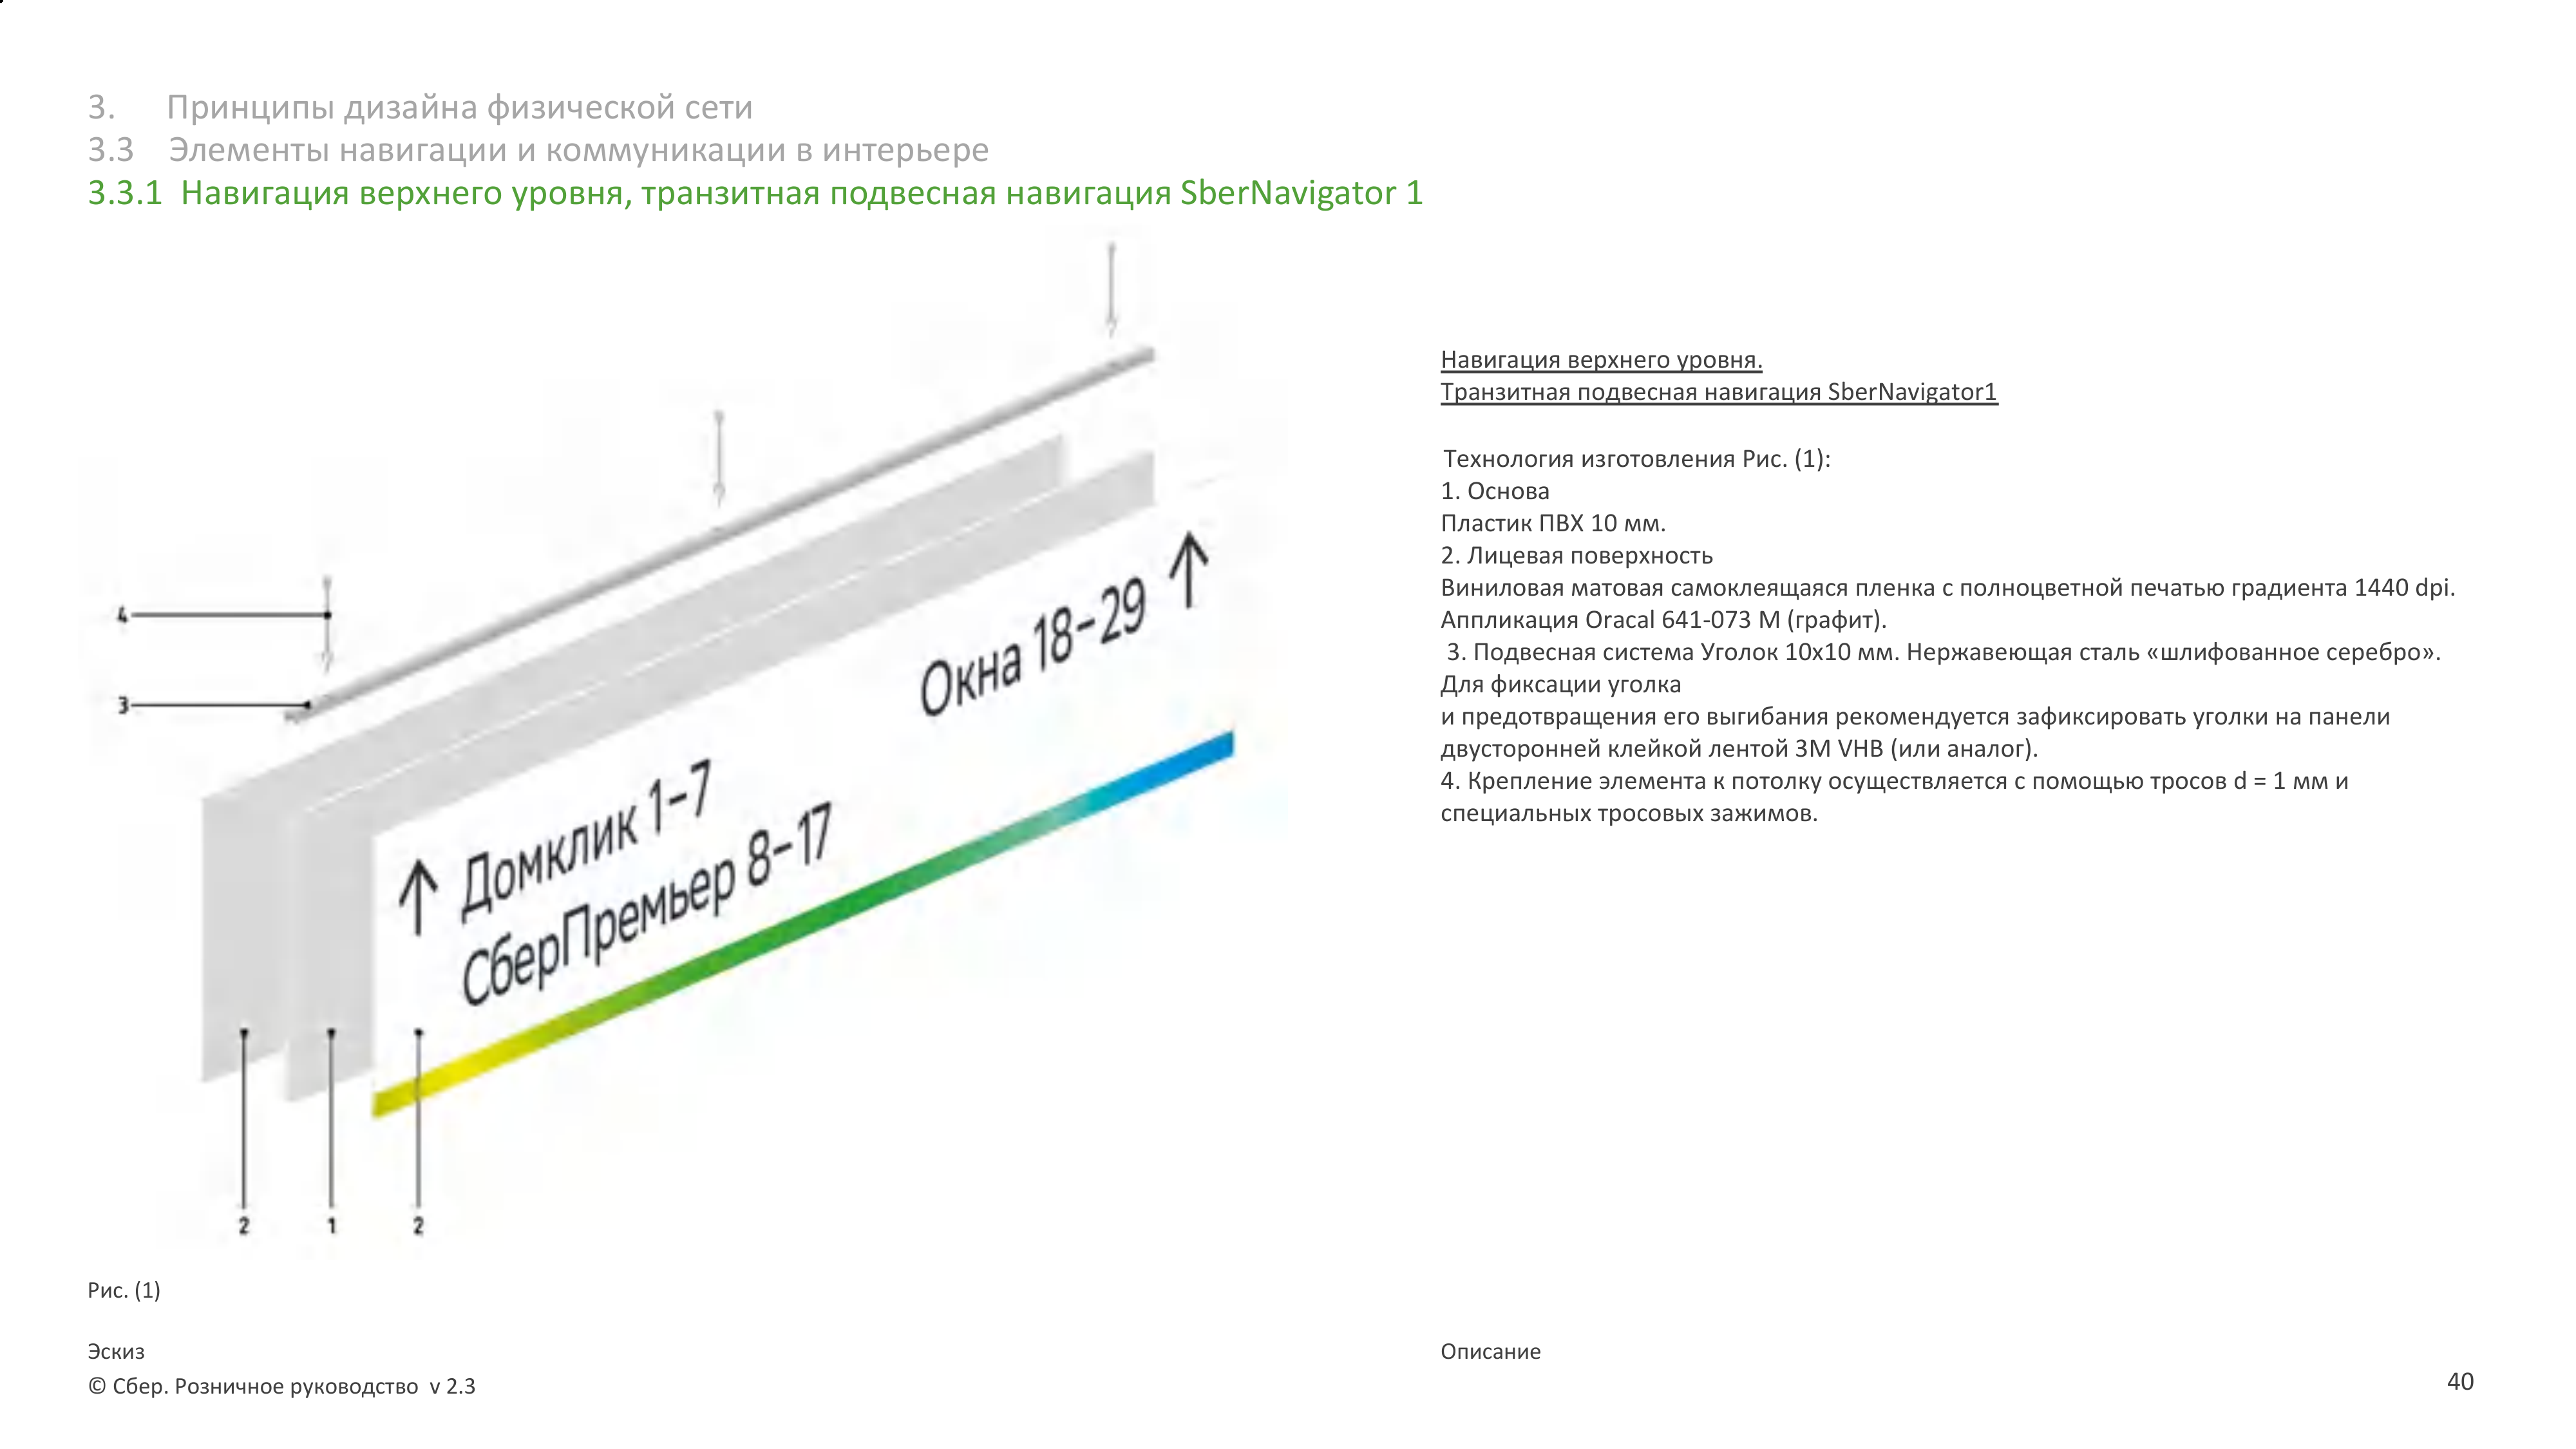 3. Принципы дизайна физической сети
3.3 Элементы навигации и коммуникации в интерьере
3.3.1 Навигация верхнего уровня, транзитная подвесная навигация SberNavigator 1
4
3
Окна 18–29 ↑
↑ Домклик 1–7
СберПремьер 8–17
2 1 2
Рис. (1)
Эскиз
Навигация верхнего уровня.
Транзитная подвесная навигация SberNavigator1
Технология изготовления Рис. (1):
1. Основа
Пластик ПВХ 10 мм.
2. Лицевая поверхность
Виниловая матовая самоклеящаяся пленка с полноцветной печатью градиента 1440 dpi.
Аппликация Oracal 641-073 М (графит).
3. Подвесная система Уголок 10х10 мм. Нержавеющая сталь «шлифованное серебро».
Для фиксации уголка
и предотвращения его выгибания рекомендуется зафиксировать уголки на панели
двусторонней клейкой лентой 3М VHB (или аналог).
4. Крепление элемента к потолку осуществляется с помощью тросов d = 1 мм и
специальных тросовых зажимов.
Описание
© Сбер. Розничное руководство v 2.3
40